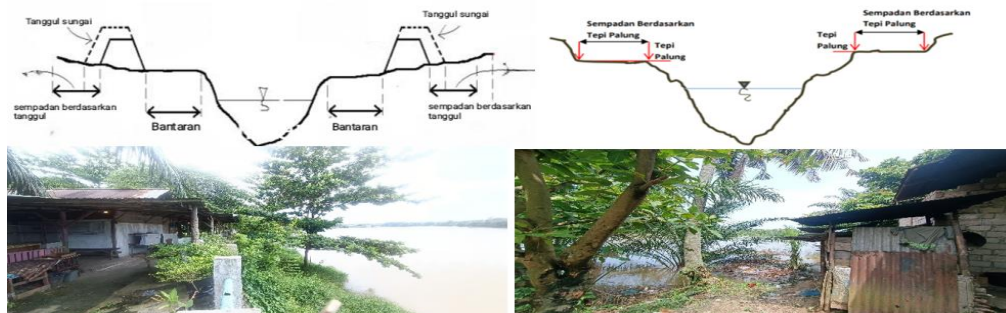 Tanggul sungai
Tanggul sungai
sempadan berdasarkan
tanggul
Bantaran
Bantaran
sempadan berdasarkan
tanggul
Sempadan Berdasarkan
Tepi Palung
Tepi
Palung
Sempadan Berdasarkan
Tepi Palung
Tepi
Palung